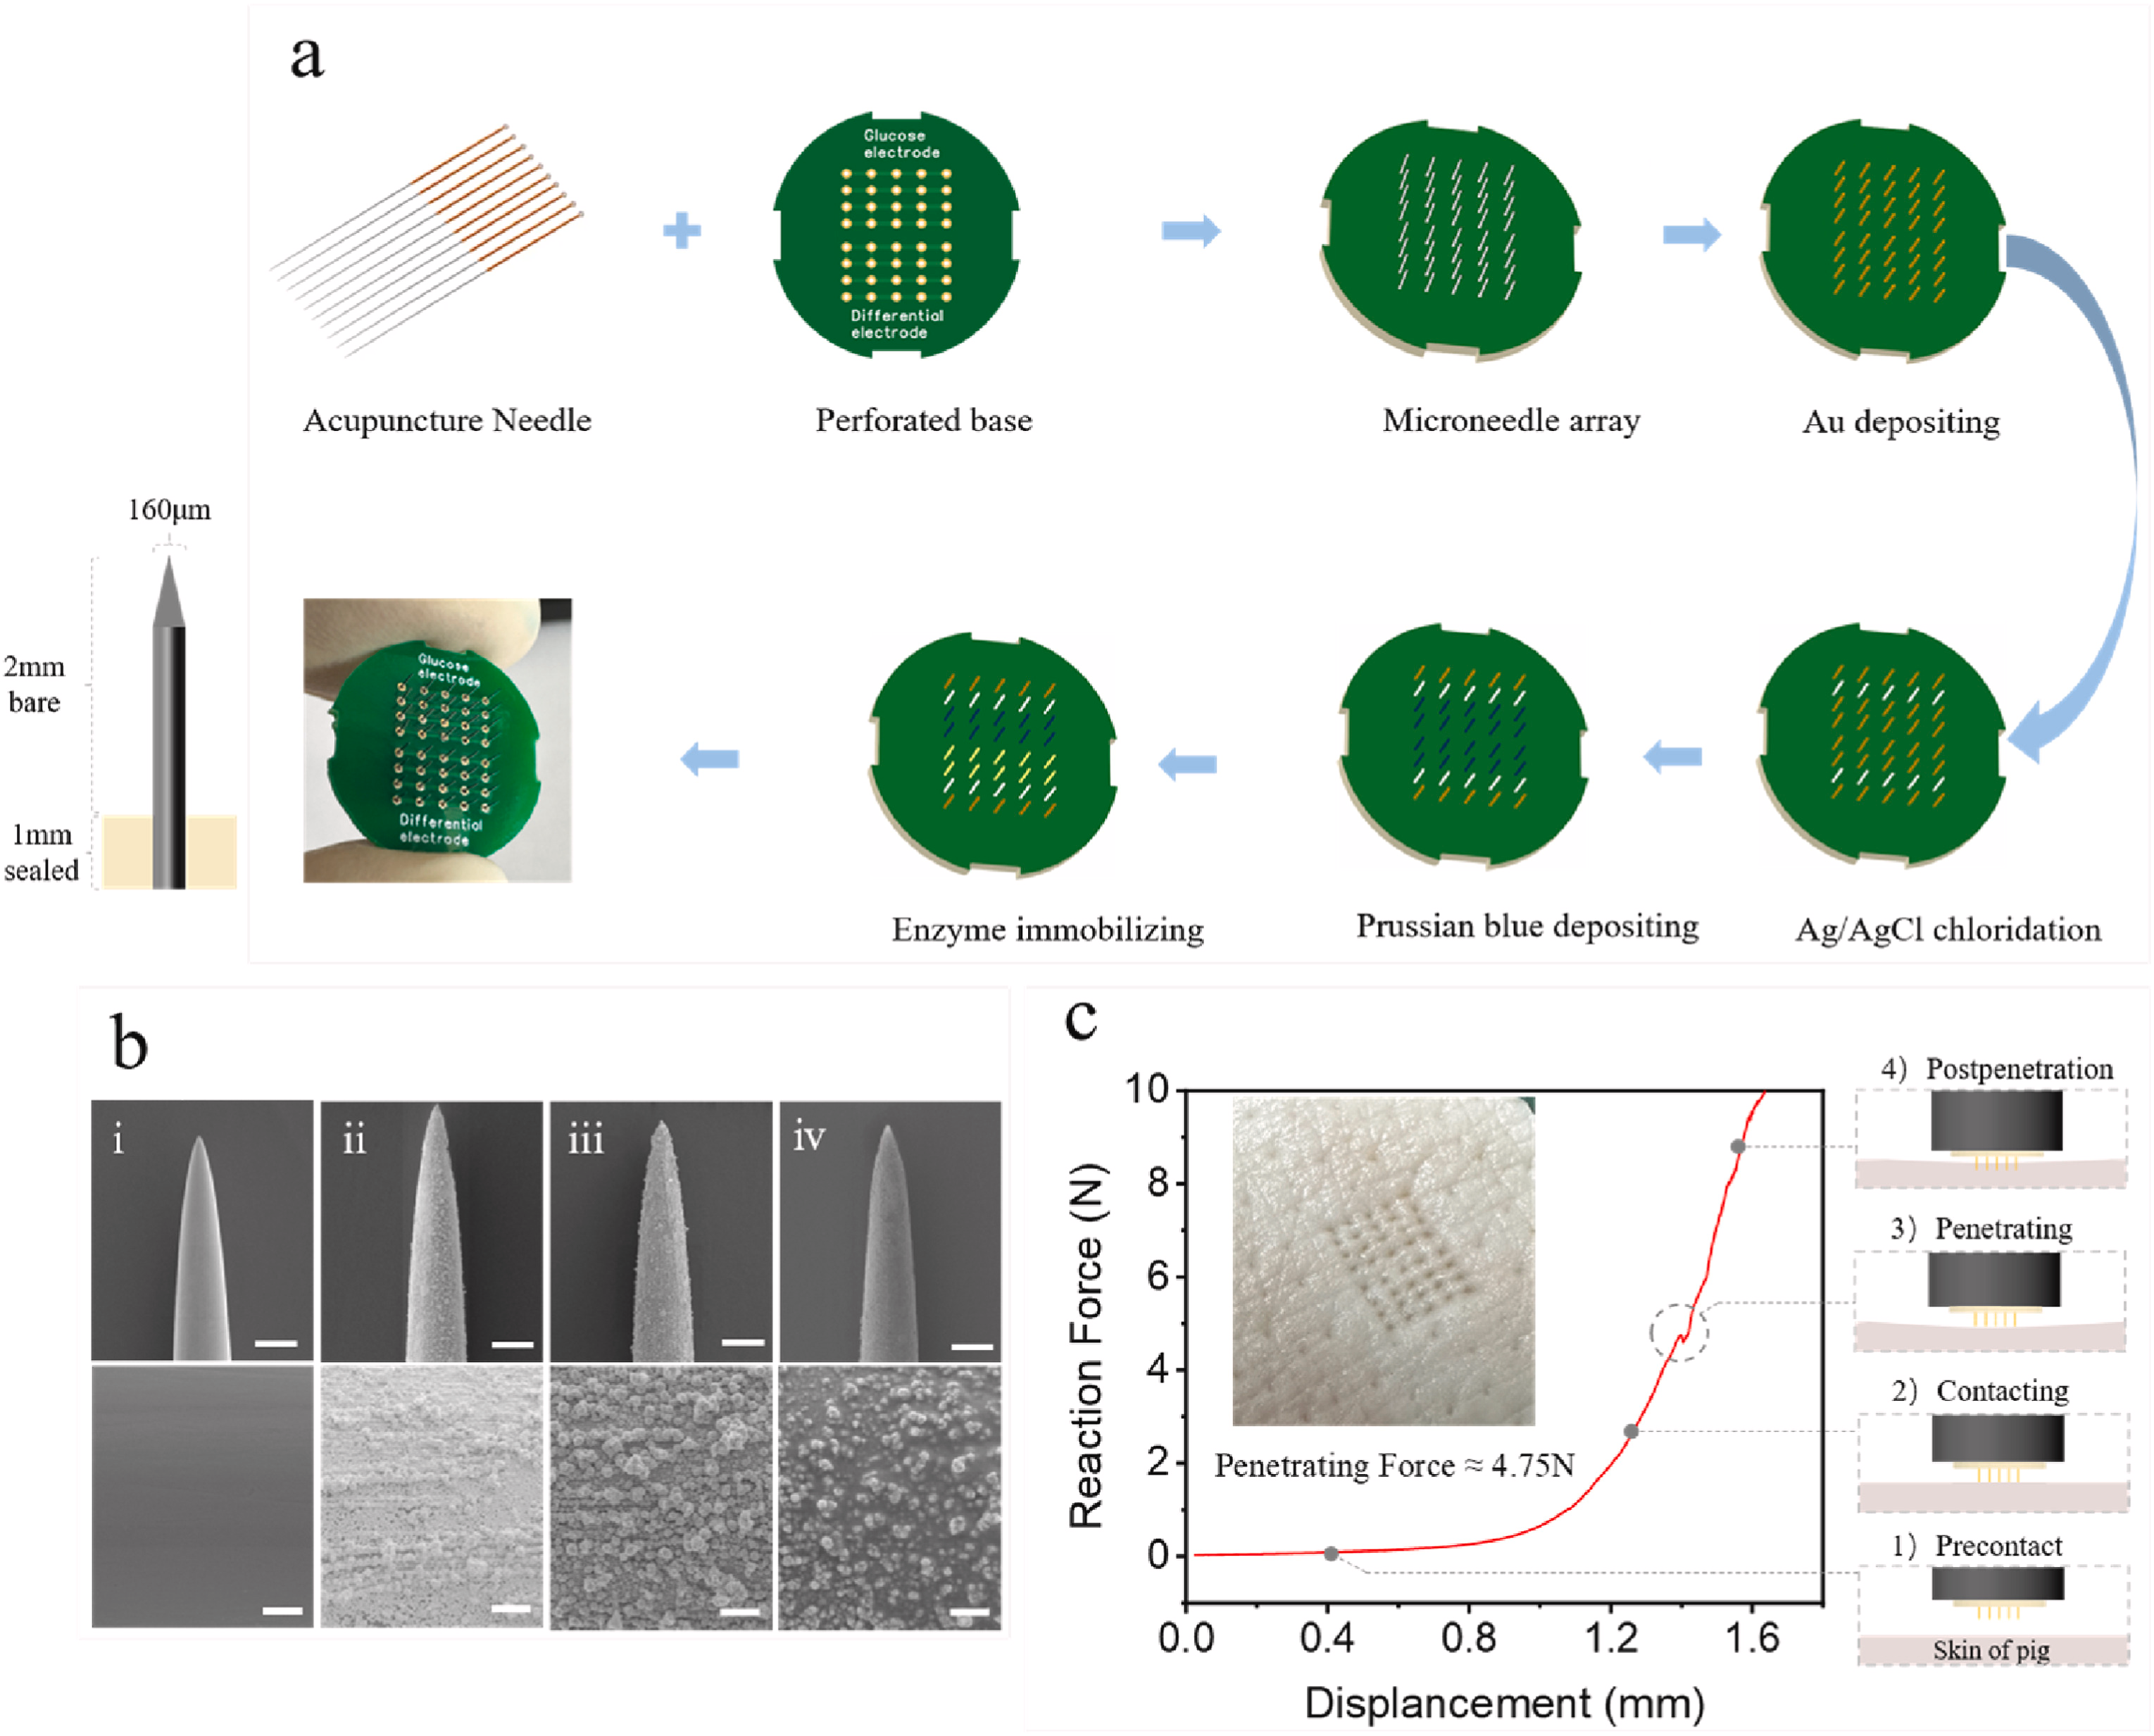 a
Glucose
electrode
Differential
electrode
Acupuncture Needle
Perforated base
Microneedle array
Au depositing
160μm
2mm
bare
1mm
sealed
Glucose
electrode
Differential
electrode
Enzyme immobilizing
Prussian blue depositing
Ag/AgCl chloridation
b
i
ii
iii
iv
c
Reaction Force (N)
10
8
6
4
2
0
0.0
0.4
0.8
1.2
1.6
Displancement (mm)
Penetrating Force ≈ 4.75N
4) Postpenetration
3) Penetrating
2) Contacting
1) Precontact
Skin of pig